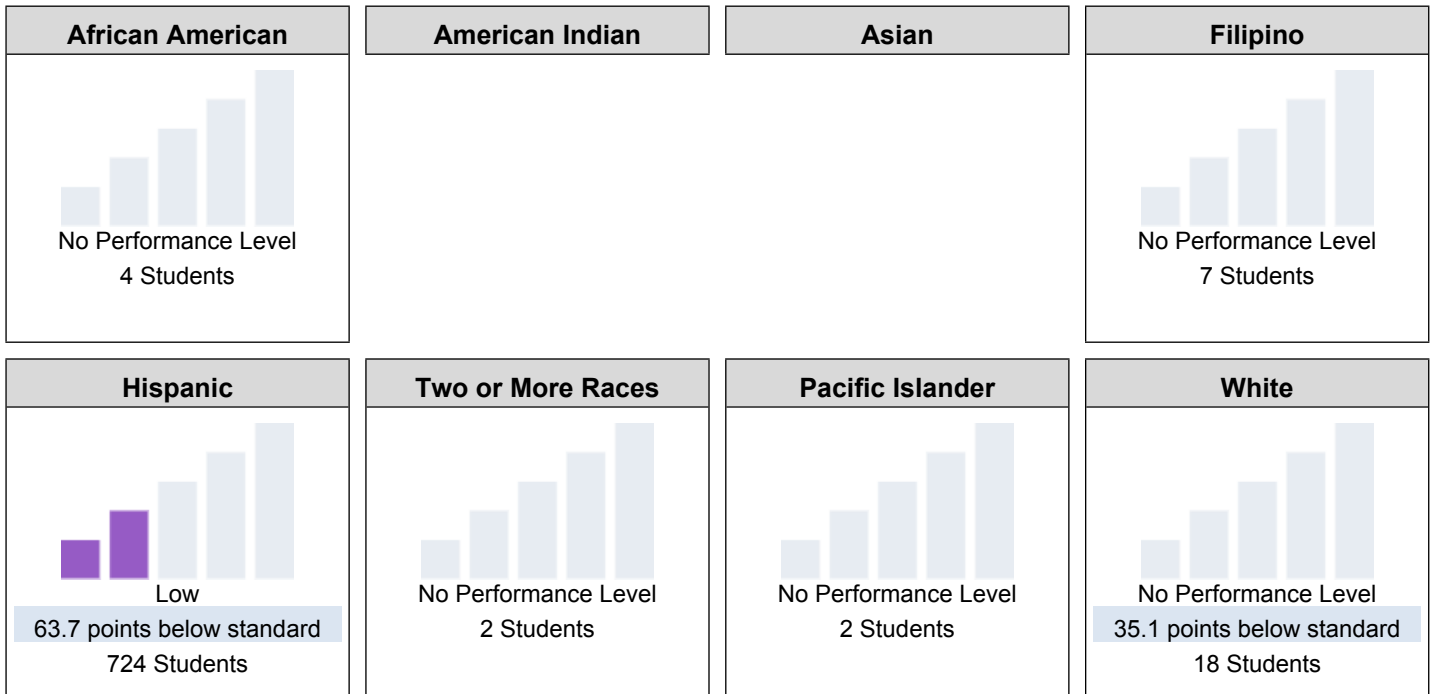 African American
American Indian
Asian
Filipino
No Performance Level
4 Students
No Performance Level
7 Students
Hispanic
Two or More Races
Pacific Islander
White
Low
63.7 points below standard
724 Students
No Performance Level
2 Students
No Performance Level
2 Students
No Performance Level
35.1 points below standard
18 Students